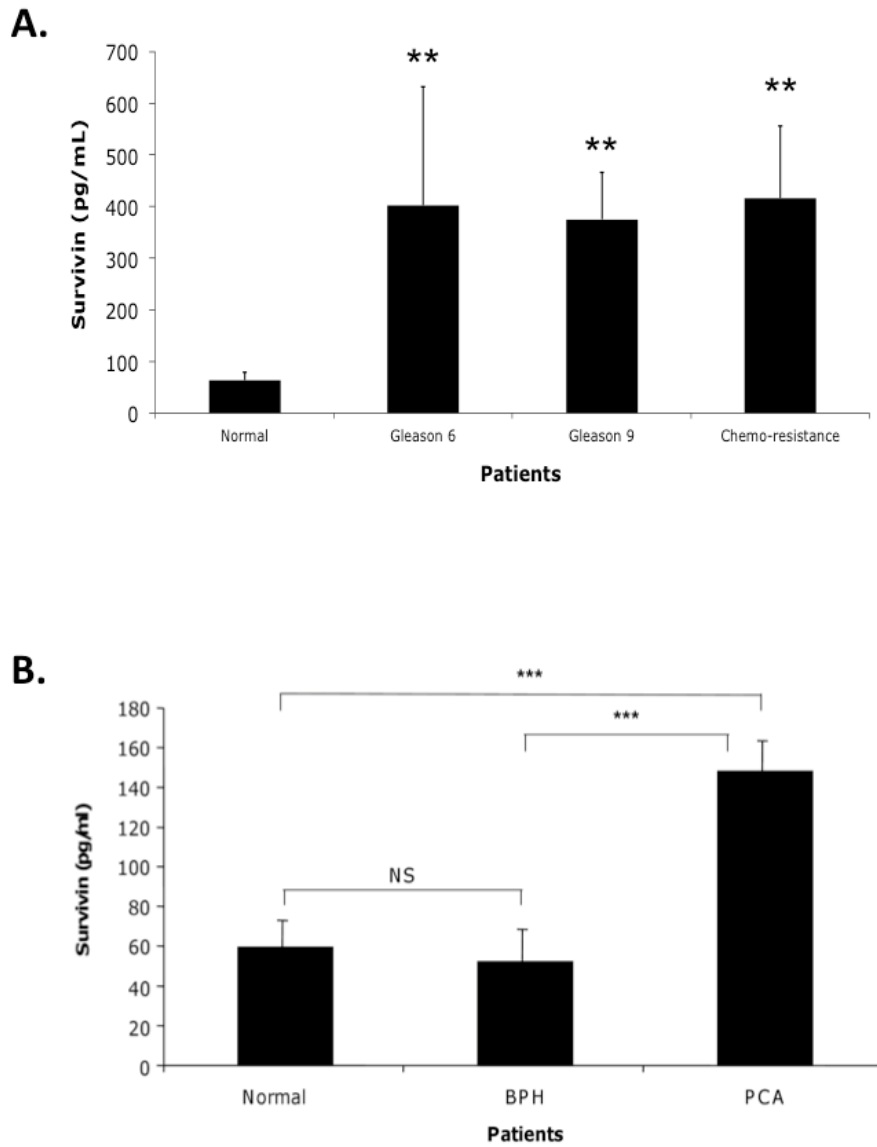 A.
700
600
500
400
300
200
100
0
Survivin (pg/mL)
**
**
**
Normal Gleason 6 Gleason 9 Chemo-resistance
Patients
B.
***
***
NS
180
160
140
120
100
80
60
40
20
0
Survivin (pg/ml)
Normal BPH PCA
Patients